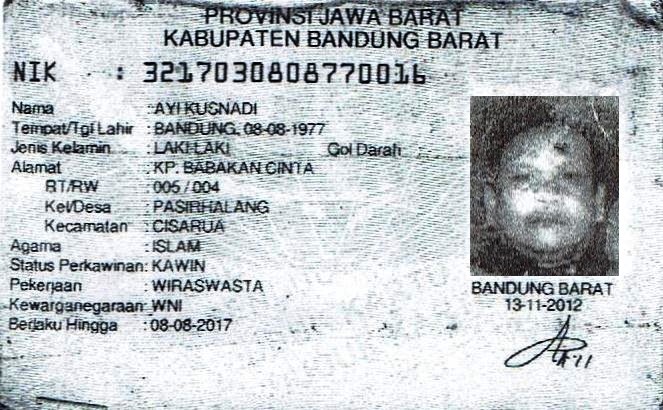 PROVINSI JAWA BARAT
KABUPATEN BANDUNG BARAT
NIK : 3217030808770016
Nama : AYI KUSNADI
Tempat/Tgl Lahir : BANDUNG, 08-08-1977
Jenis Kelamin : LAKI-LAKI Gol Darah
Alamat : KP. BABAKAN CINTA
RT/RW : 005 / 004
Kel/Desa : PASIRHALANG
Kecamatan : CISARUA
Agama : ISLAM
Status Perkawinan: KAWIN
Pekerjaan : WIRASWASTA
Kewarganegaraan: WNI
Berlaku Hingga : 08-08-2017
BANDUNG BARAT
13-11-2012